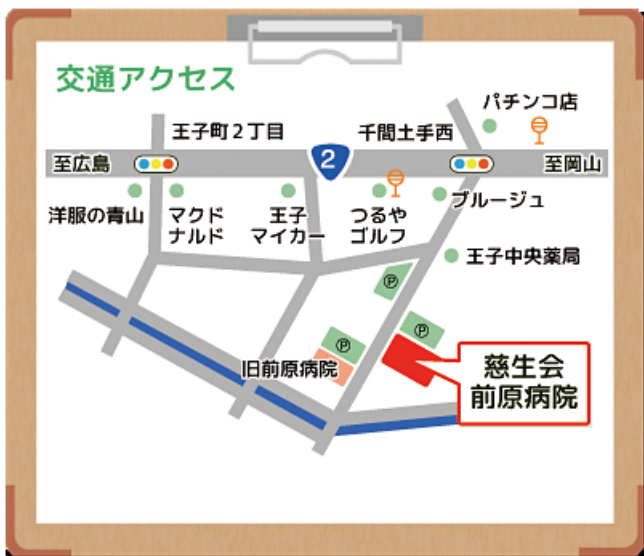 交通アクセス
パチンコ店
王子町２丁目
千間土手西
2
至広島
至岡山
洋服の青山
マクド
ナルド
王子
マイカー
つるや
ゴルフ
ブルージュ
王子中央薬局
P
P
P
旧前原病院
慈生会
前原病院